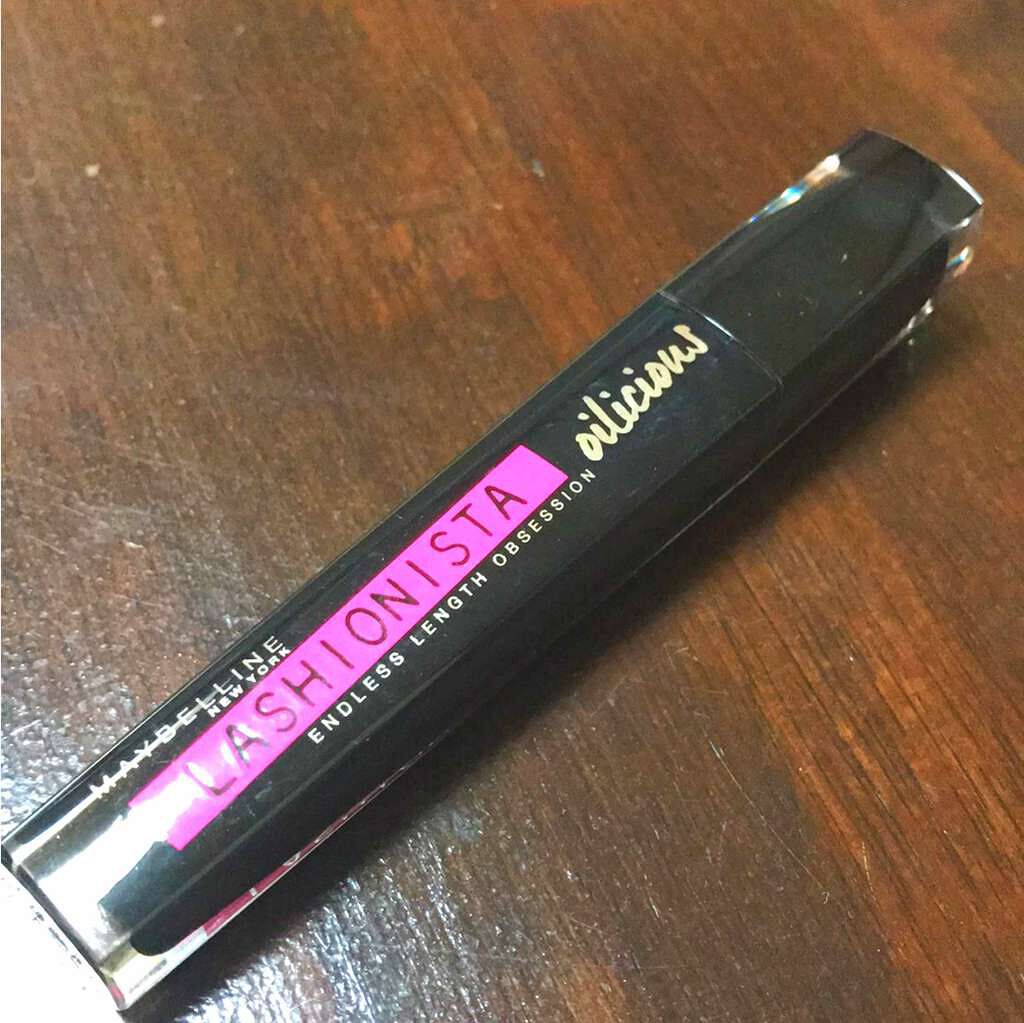 MAYBELLINE
NEW YORK
LASHIONISTA
ENDLESS LENGTH OBSESSION
oilicious